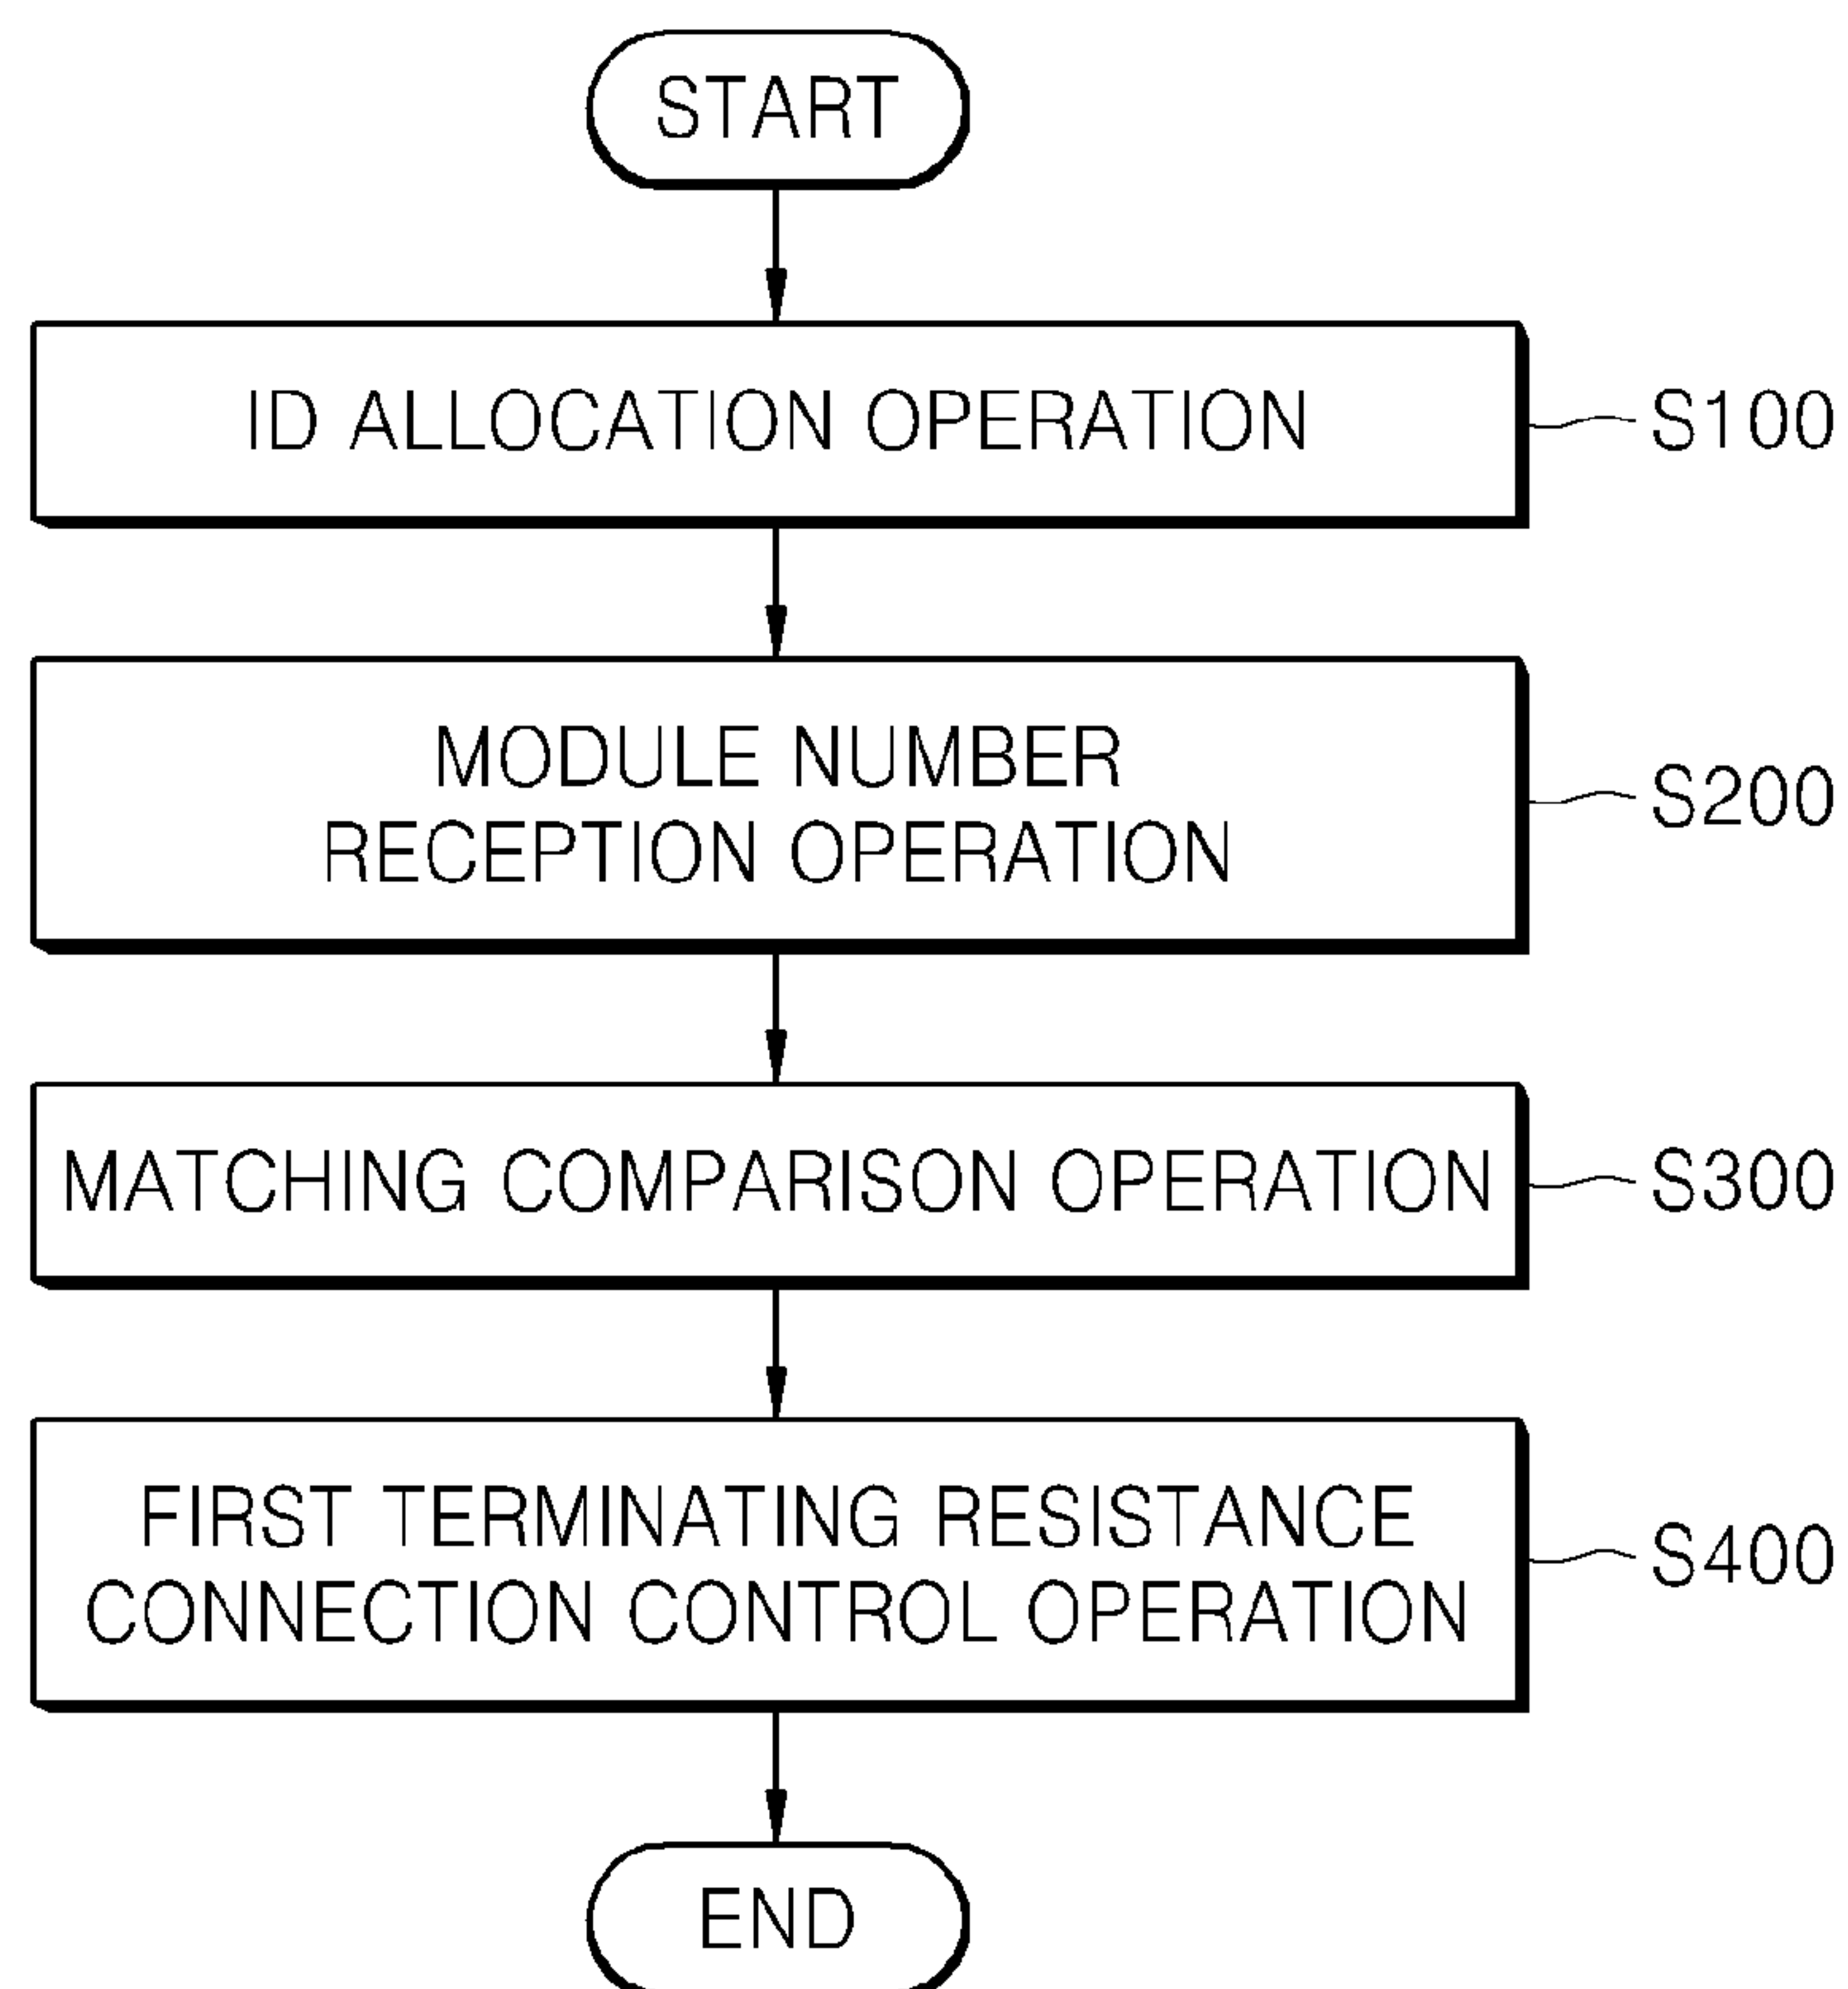 START
ID ALLOCATION OPERATION
S100
MODULE NUMBER
RECEPTION OPERATION
S200
MATCHING COMPARISON OPERATION
S300
FIRST TERMINATING RESISTANCE
CONNECTION CONTROL OPERATION
S400
END